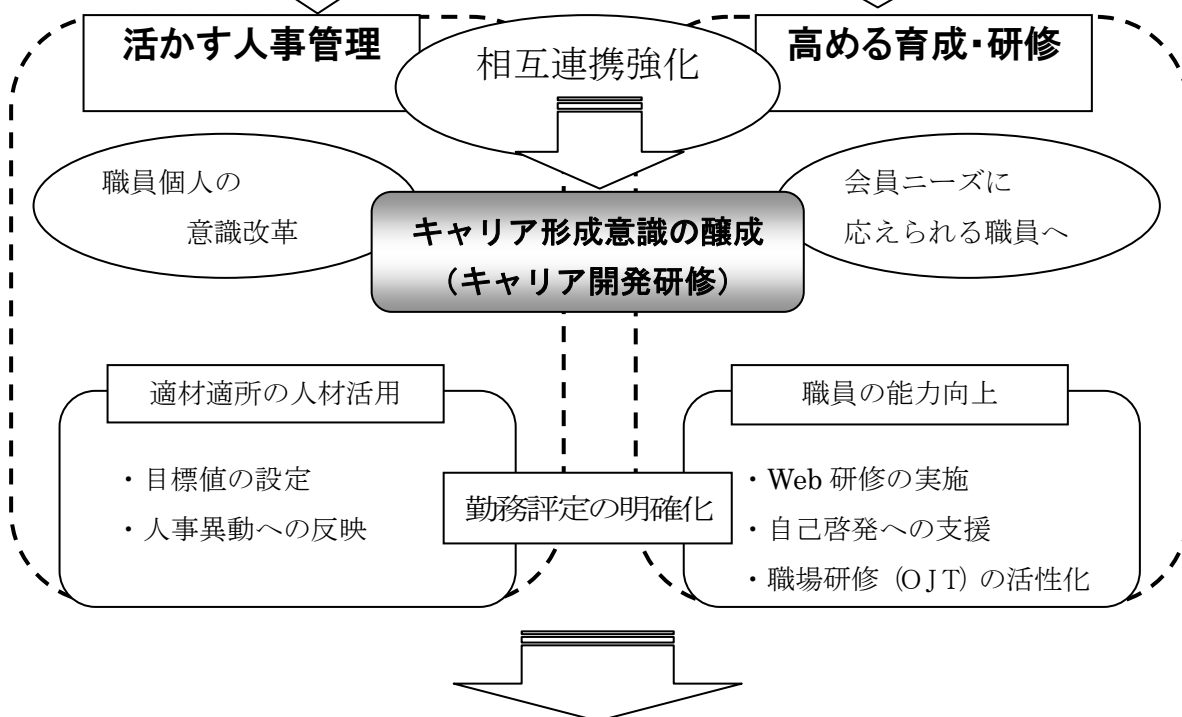 活かす人事管理
相互連携強化
高める育成・研修
職員個人の
意識改革
会員ニーズに
応えられる職員へ
キャリア形成意識の醸成
(キャリア開発研修)
適材適所の人材活用
・目標値の設定
・人事異動への反映
勤務評定の明確化
職員の能力向上
・Web 研修の実施
・自己啓発への支援
・職場研修 (OJT) の活性化